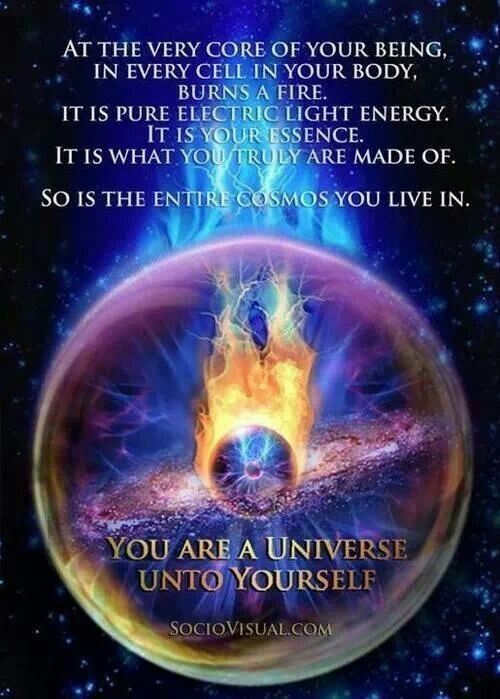 AT THE VERY CORE OF YOUR BEING,
IN EVERY CELL IN YOUR BODY,
BURNS A FIRE.
IT IS PURE ELECTRIC LIGHT ENERGY.
IT IS YOUR ESSENCE.
IT IS WHAT YOU TRULY ARE MADE OF.
SO IS THE ENTIRE COSMOS YOU LIVE IN.
YOU ARE A UNIVERSE
UNTO YOURSELF
SOCIOVISUAL.COM